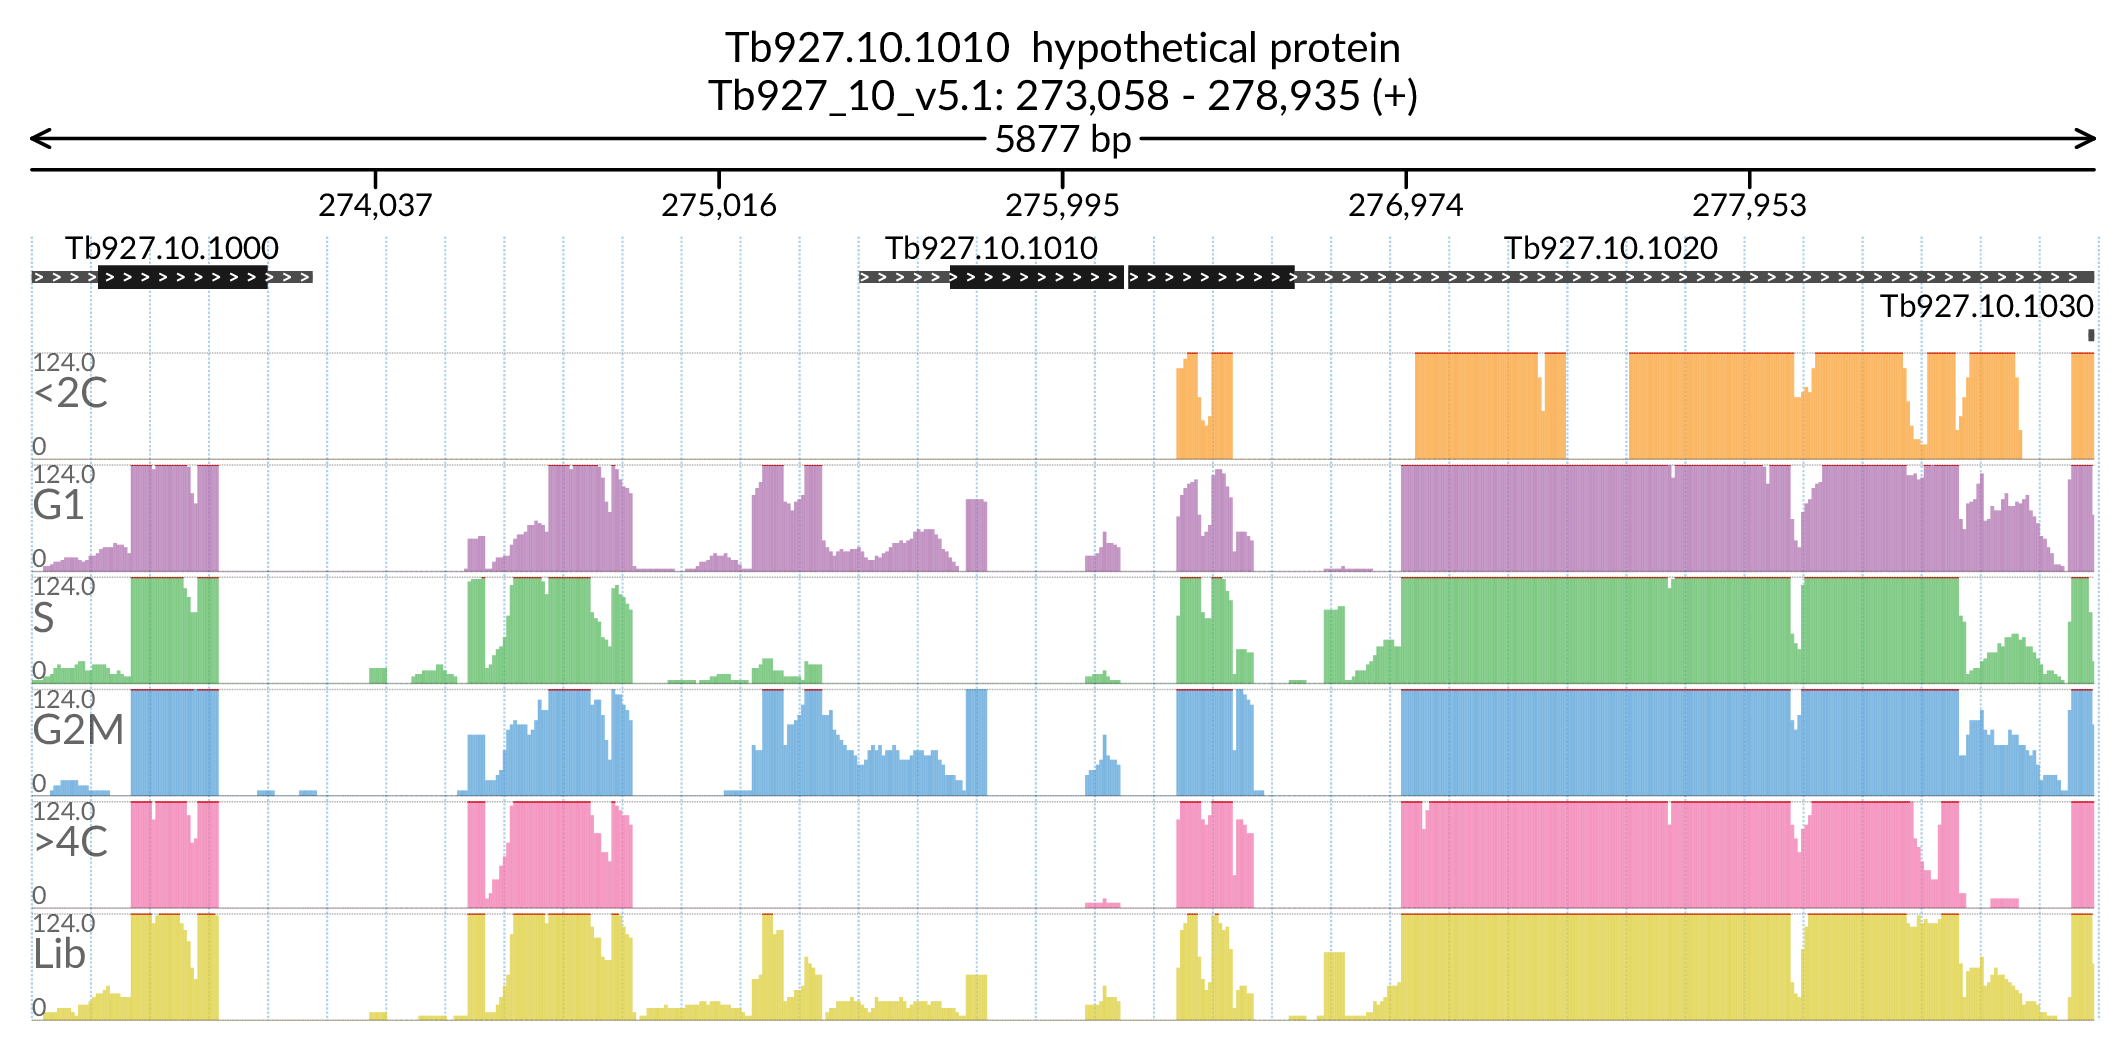 Tb927.10.1010  hypothetical protein
Tb927_10_v5.1: 273,058 - 278,935 (+)
5877 bp
274,037 275,016 275,995 276,974 277,953
Tb927.10.1000 Tb927.10.1010 Tb927.10.1020
Tb927.10.1030
124.0
<2C
0
124.0
G1
0
124.0
S
0
124.0
G2M
0
124.0
>4C
0
124.0
Lib
0